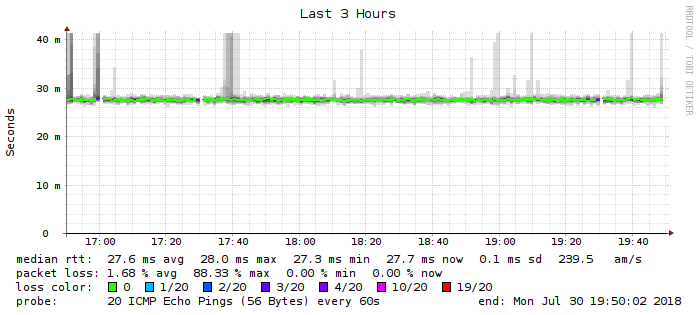 Last 3 Hours
RRDTOOL / TOBI OETIKER
Seconds
40 m
30 m
20 m
10 m
0
17:00 17:20 17:40 18:00 18:20 18:40 19:00 19:20 19:40
median rtt: 27.6 ms avg 28.0 ms max 27.3 ms min 27.7 ms now 0.1 ms sd 239.5 am/s
packet loss: 1.68 % avg 88.33 % max 0.00 % min 0.00 % now
loss color: 0 1/20 2/20 3/20 4/20 10/20 19/20
probe: 20 ICMP Echo Pings (56 Bytes) every 60s end: Mon Jul 30 19:50:02 2018